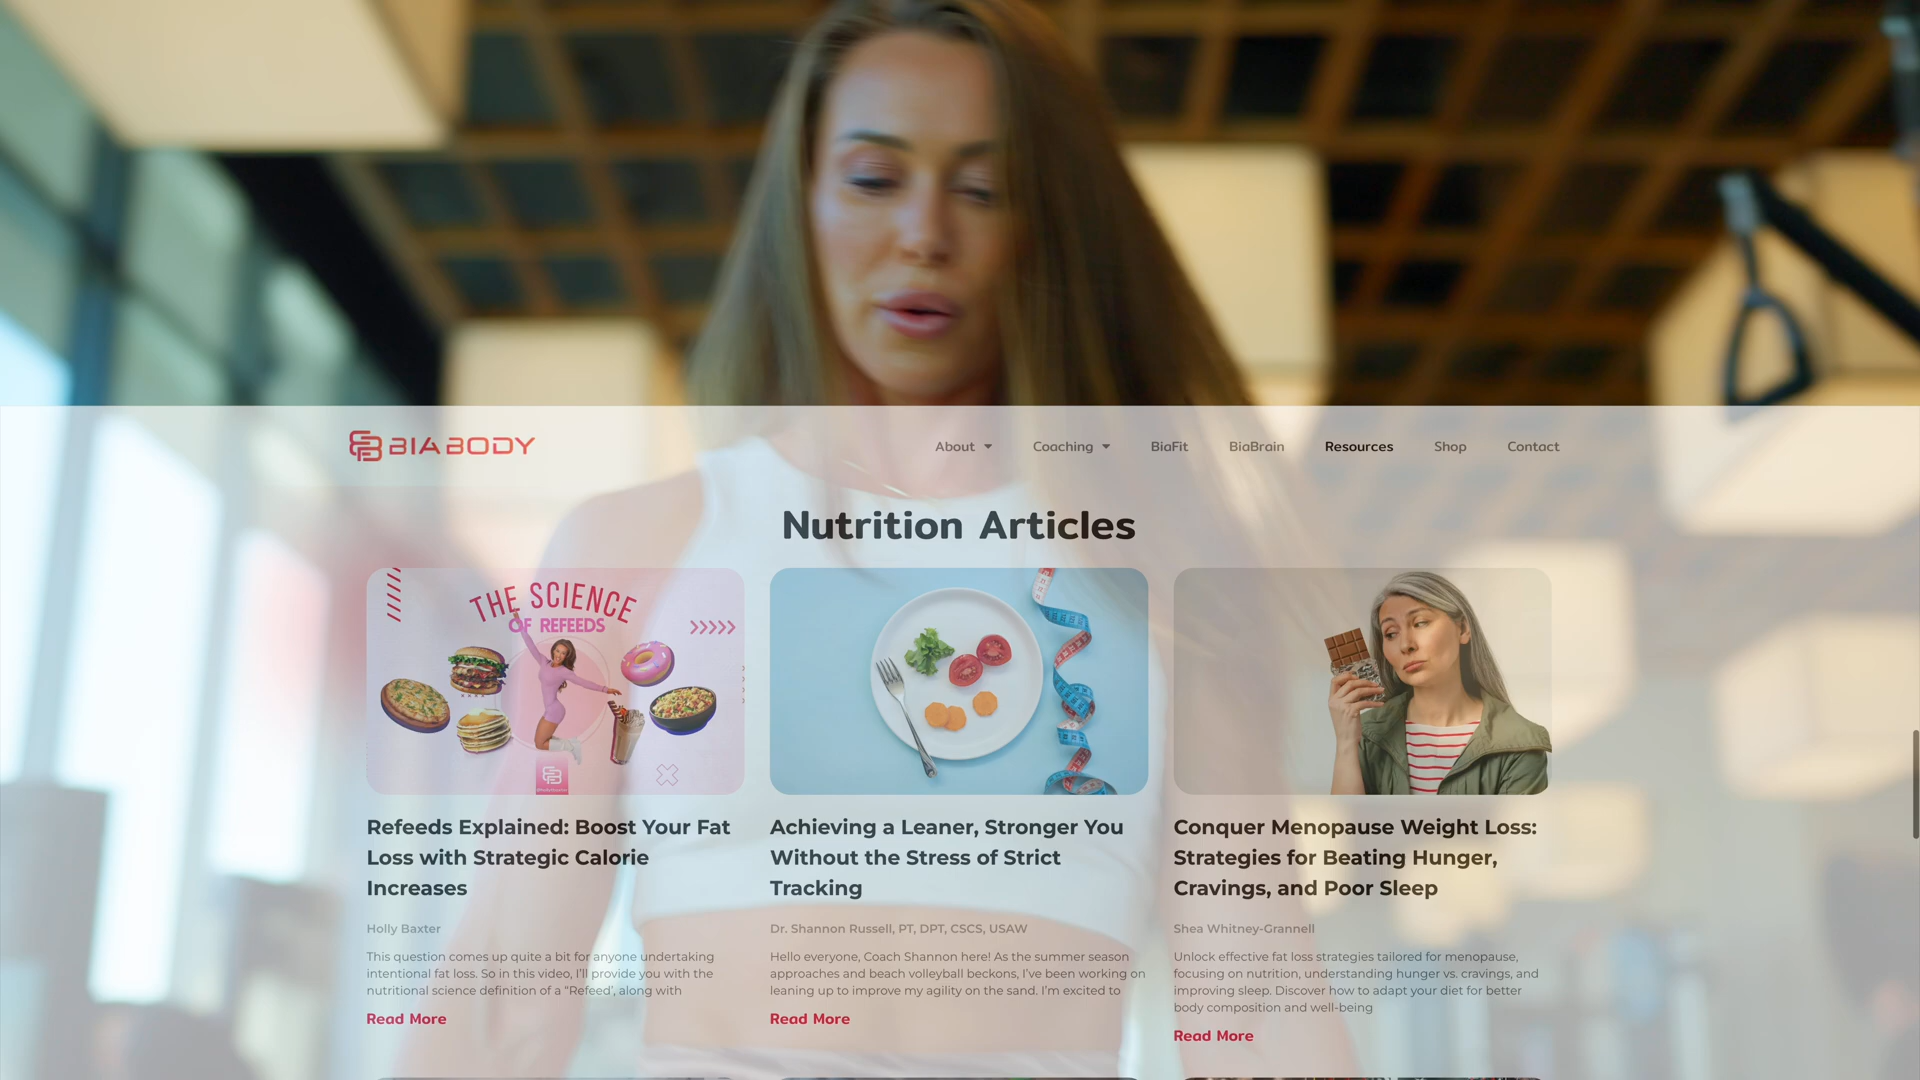 BIABODY
About Coaching BiaFit BiaBrain Resources Shop Contact
Nutrition Articles
THE SCIENCE
OF REFEEDS
Refeeds Explained: Boost Your Fat
Loss with Strategic Calorie
Increases
Holly Baxter
This question comes up quite a bit for anyone undertaking
intentional fat loss. So in this video, I’ll provide you with the
nutritional science definition of a “Refeed’, along with
Read More
Achieving a Leaner, Stronger You
Without the Stress of Strict
Tracking
Dr. Shannon Russell, PT, DPT, CSCS, USAW
Hello everyone, Coach Shannon here! As the summer season
approaches and beach volleyball beckons, I’ve been working on
leaning up to improve my agility on the sand. I’m excited to
Read More
Conquer Menopause Weight Loss:
Strategies for Beating Hunger,
Cravings, and Poor Sleep
Shea Whitney-Grannell
Unlock effective fat loss strategies tailored for menopause,
focusing on nutrition, understanding hunger vs. cravings, and
improving sleep. Discover how to adapt your diet for better
body composition and well-being
Read More